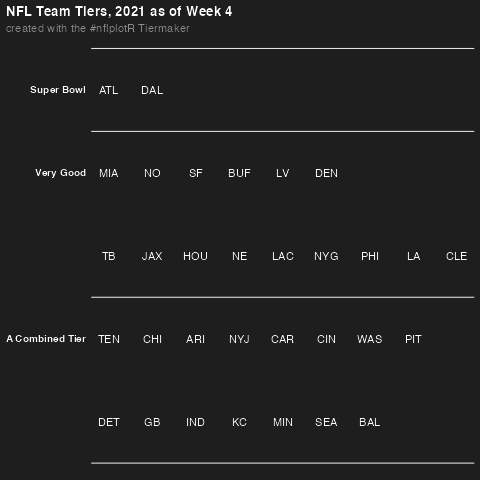 NFL Team Tiers, 2021 as of Week 4
created with the #nflplotR Tiermaker
Super Bowl ATL DAL
Very Good MIA NO SF BUF LV DEN
TB JAX HOU NE LAC NYG PHI LA CLE
A Combined Tier TEN CHI ARI NYJ CAR CIN WAS PIT
DET GB IND KC MIN SEA BAL